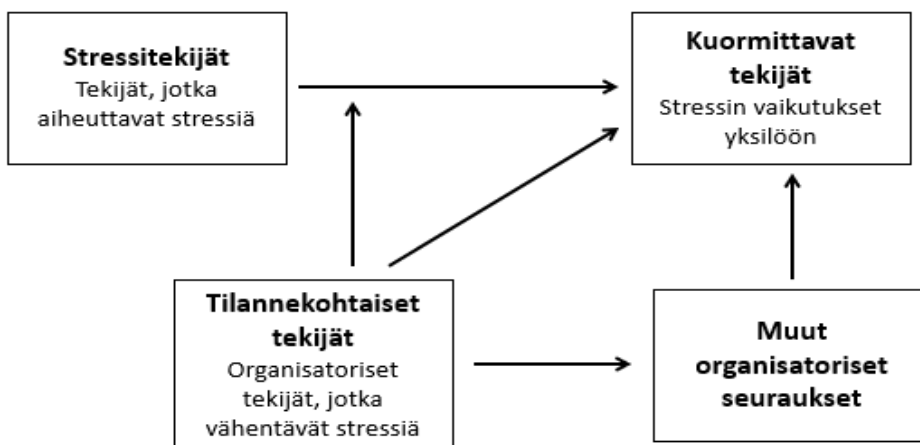 Stressitekijät
Tekijät, jotka
aiheuttavat stressiä
Kuormittavat
tekijät
Stressin vaikutukset
yksilöön
Tilannekohtaiset
tekijät
Organisatoriset
tekijät, jotka
vähentävät stressiä
Muut
organisatoriset
seuraukset